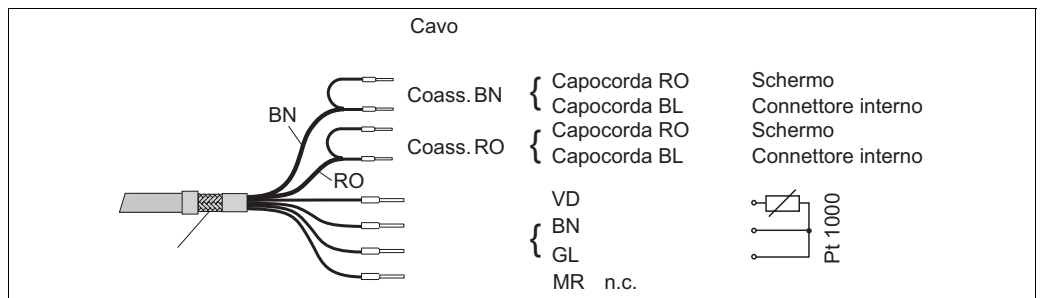 Cavo
Coass. BN { Capocorda RO Schermo
Capocorda BL Connettore interno
Coass. RO { Capocorda RO Schermo
Capocorda BL Connettore interno
BN
RO
VD
{ BN
GL
MR n.c.
Pt 1000